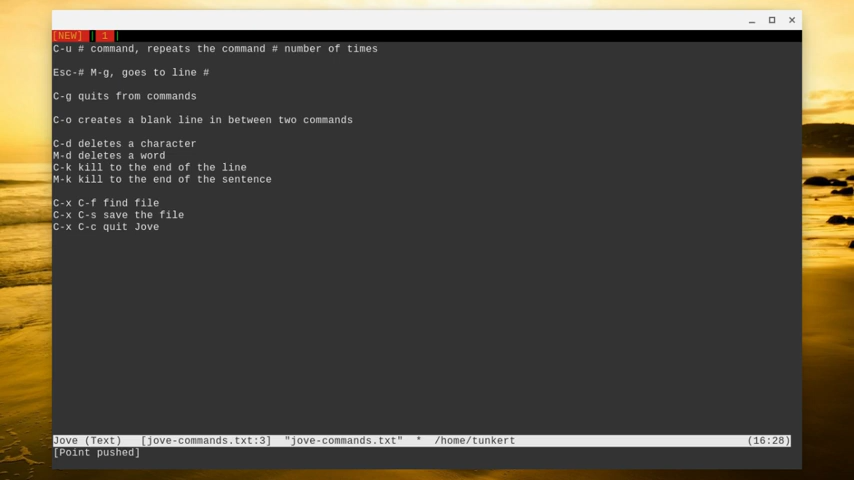 [NEW] | 1 |
C-u # command, repeats the command # number of times
Esc-# M-g, goes to line #
C-g quits from commands
C-o creates a blank line in between two commands
C-d deletes a character
M-d deletes a word
C-k kill to the end of the line
M-k kill to the end of the sentence
C-x C-f find file
C-x C-s save the file
C-x C-c quit Jove
Jove (Text) [jove-commands.txt:3] "jove-commands.txt" * /home/tunkert (16:28)
[Point pushed]